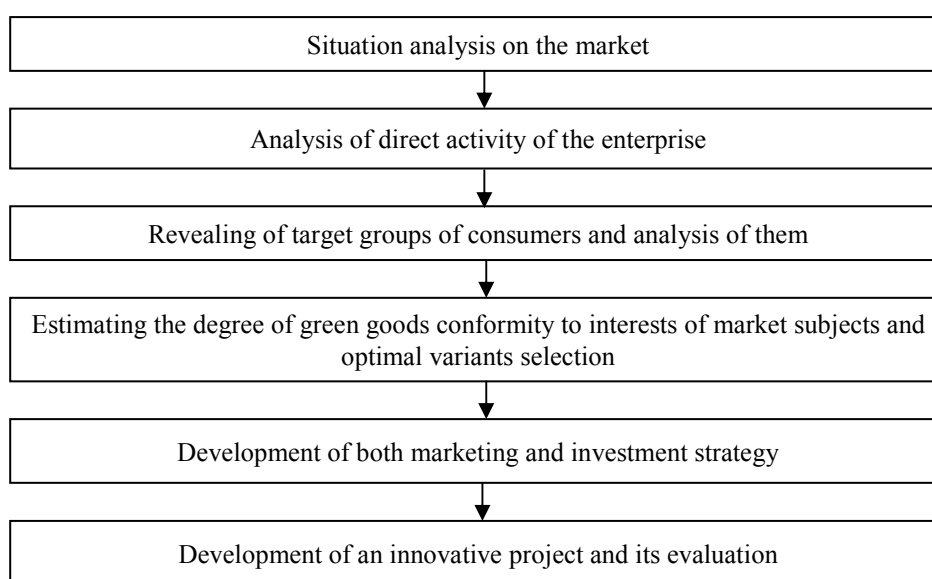 Situation analysis on the market
Analysis of direct activity of the enterprise
Revealing of target groups of consumers and analysis of them
Estimating the degree of green goods conformity to interests of market subjects and
optimal variants selection
Development of both marketing and investment strategy
Development of an innovative project and its evaluation